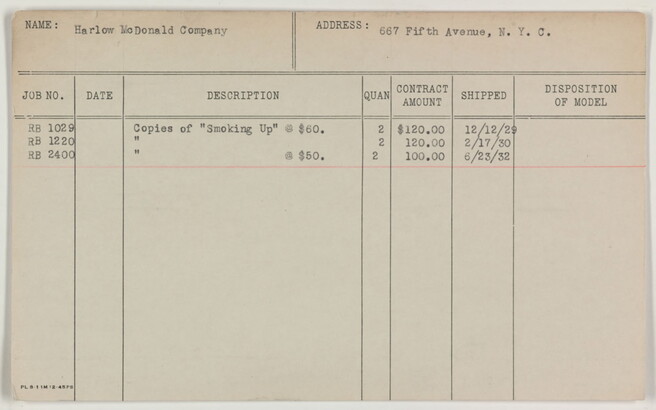 NAME: Harlow McDonald Company ADDRESS: 667 Fifth Avenue, N. Y. C.
JOB NO. DATE DESCRIPTION QUAN CONTRACT AMOUNT SHIPPED DISPOSITION OF MODEL
RB 1029 Copies of "Smoking Up" @ $60. 2 $120.00 12/12/29
RB 1220 " 2 120.00 2/17/30
RB 2400 " @ $50. 2 100.00 6/23/32